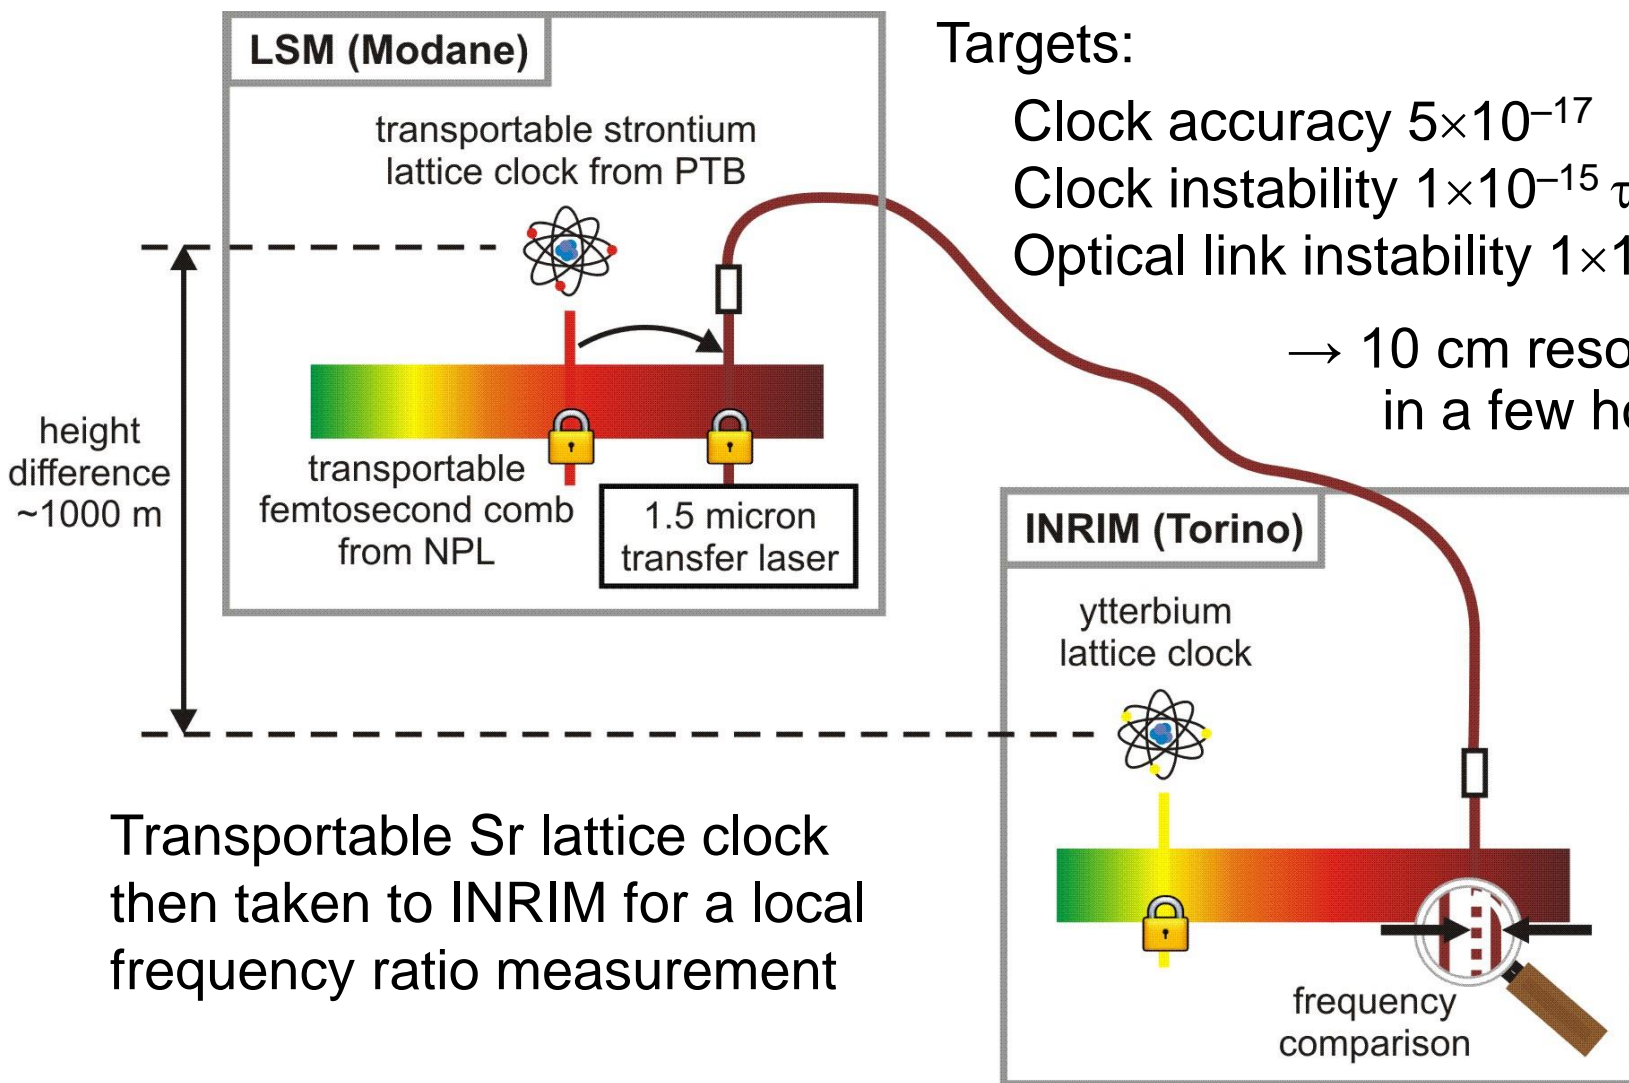 LSM (Modane)
transportable strontium
lattice clock from PTB
height
difference
~1000 m
transportable
femtosecond comb
from NPL
1.5 micron
transfer laser
Targets:
Clock accuracy 5×10⁻¹⁷
Clock instability 1×10⁻¹⁵ τ
Optical link instability 1×1
→ 10 cm
in a few
INRIM (Torino)
ytterbium
lattice clock
frequency
comparison
Transportable Sr lattice clock
then taken to INRIM for a local
frequency ratio measurement